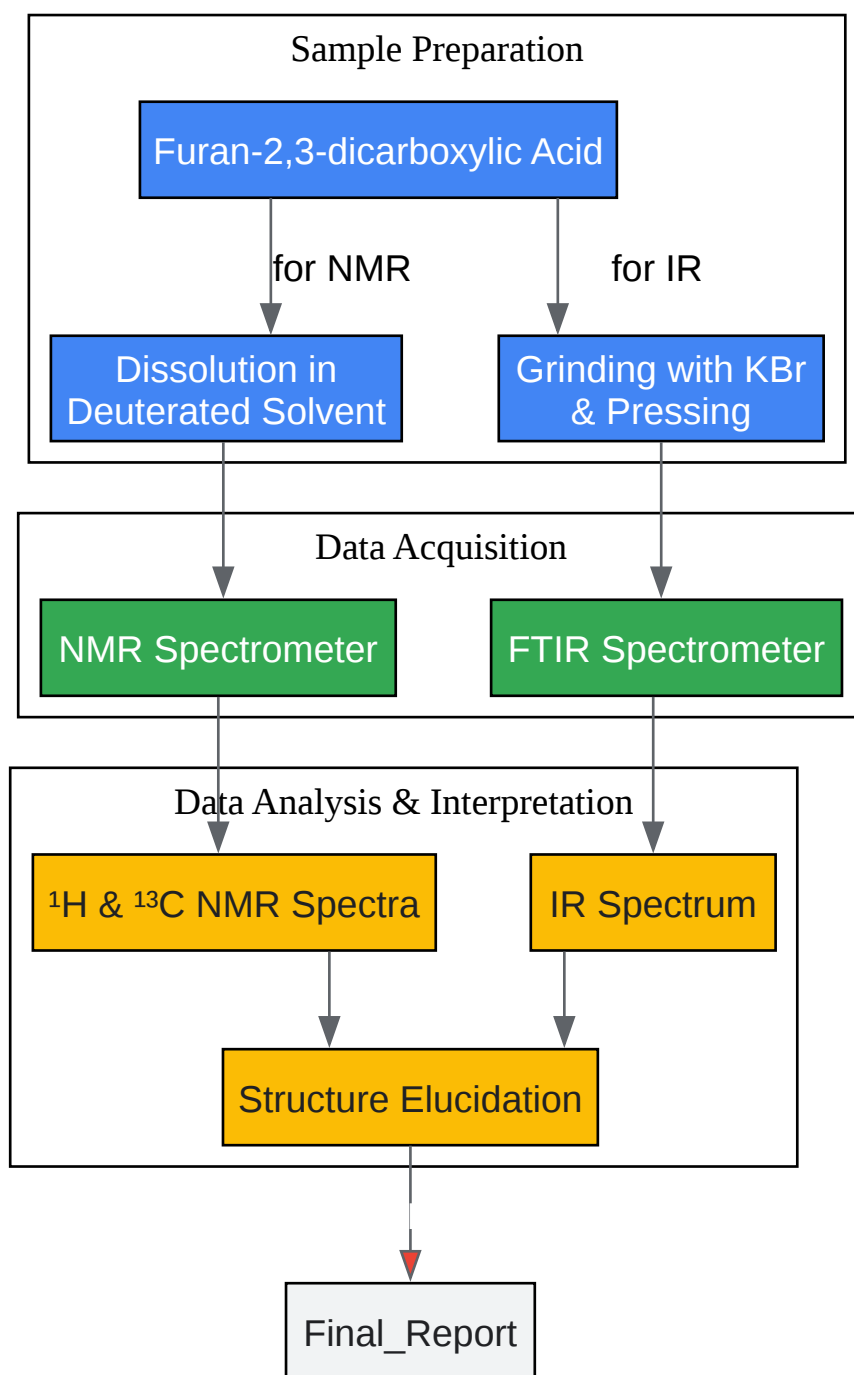 Sample Preparation
Furan-2,3-dicarboxylic Acid
for NMR
for IR
Dissolution in
Deuterated Solvent
Grinding with KBr
& Pressing
Data Acquisition
NMR Spectrometer
FTIR Spectrometer
Data Analysis & Interpretation
¹H & ¹³C NMR Spectra
IR Spectrum
Structure Elucidation
Final_Report